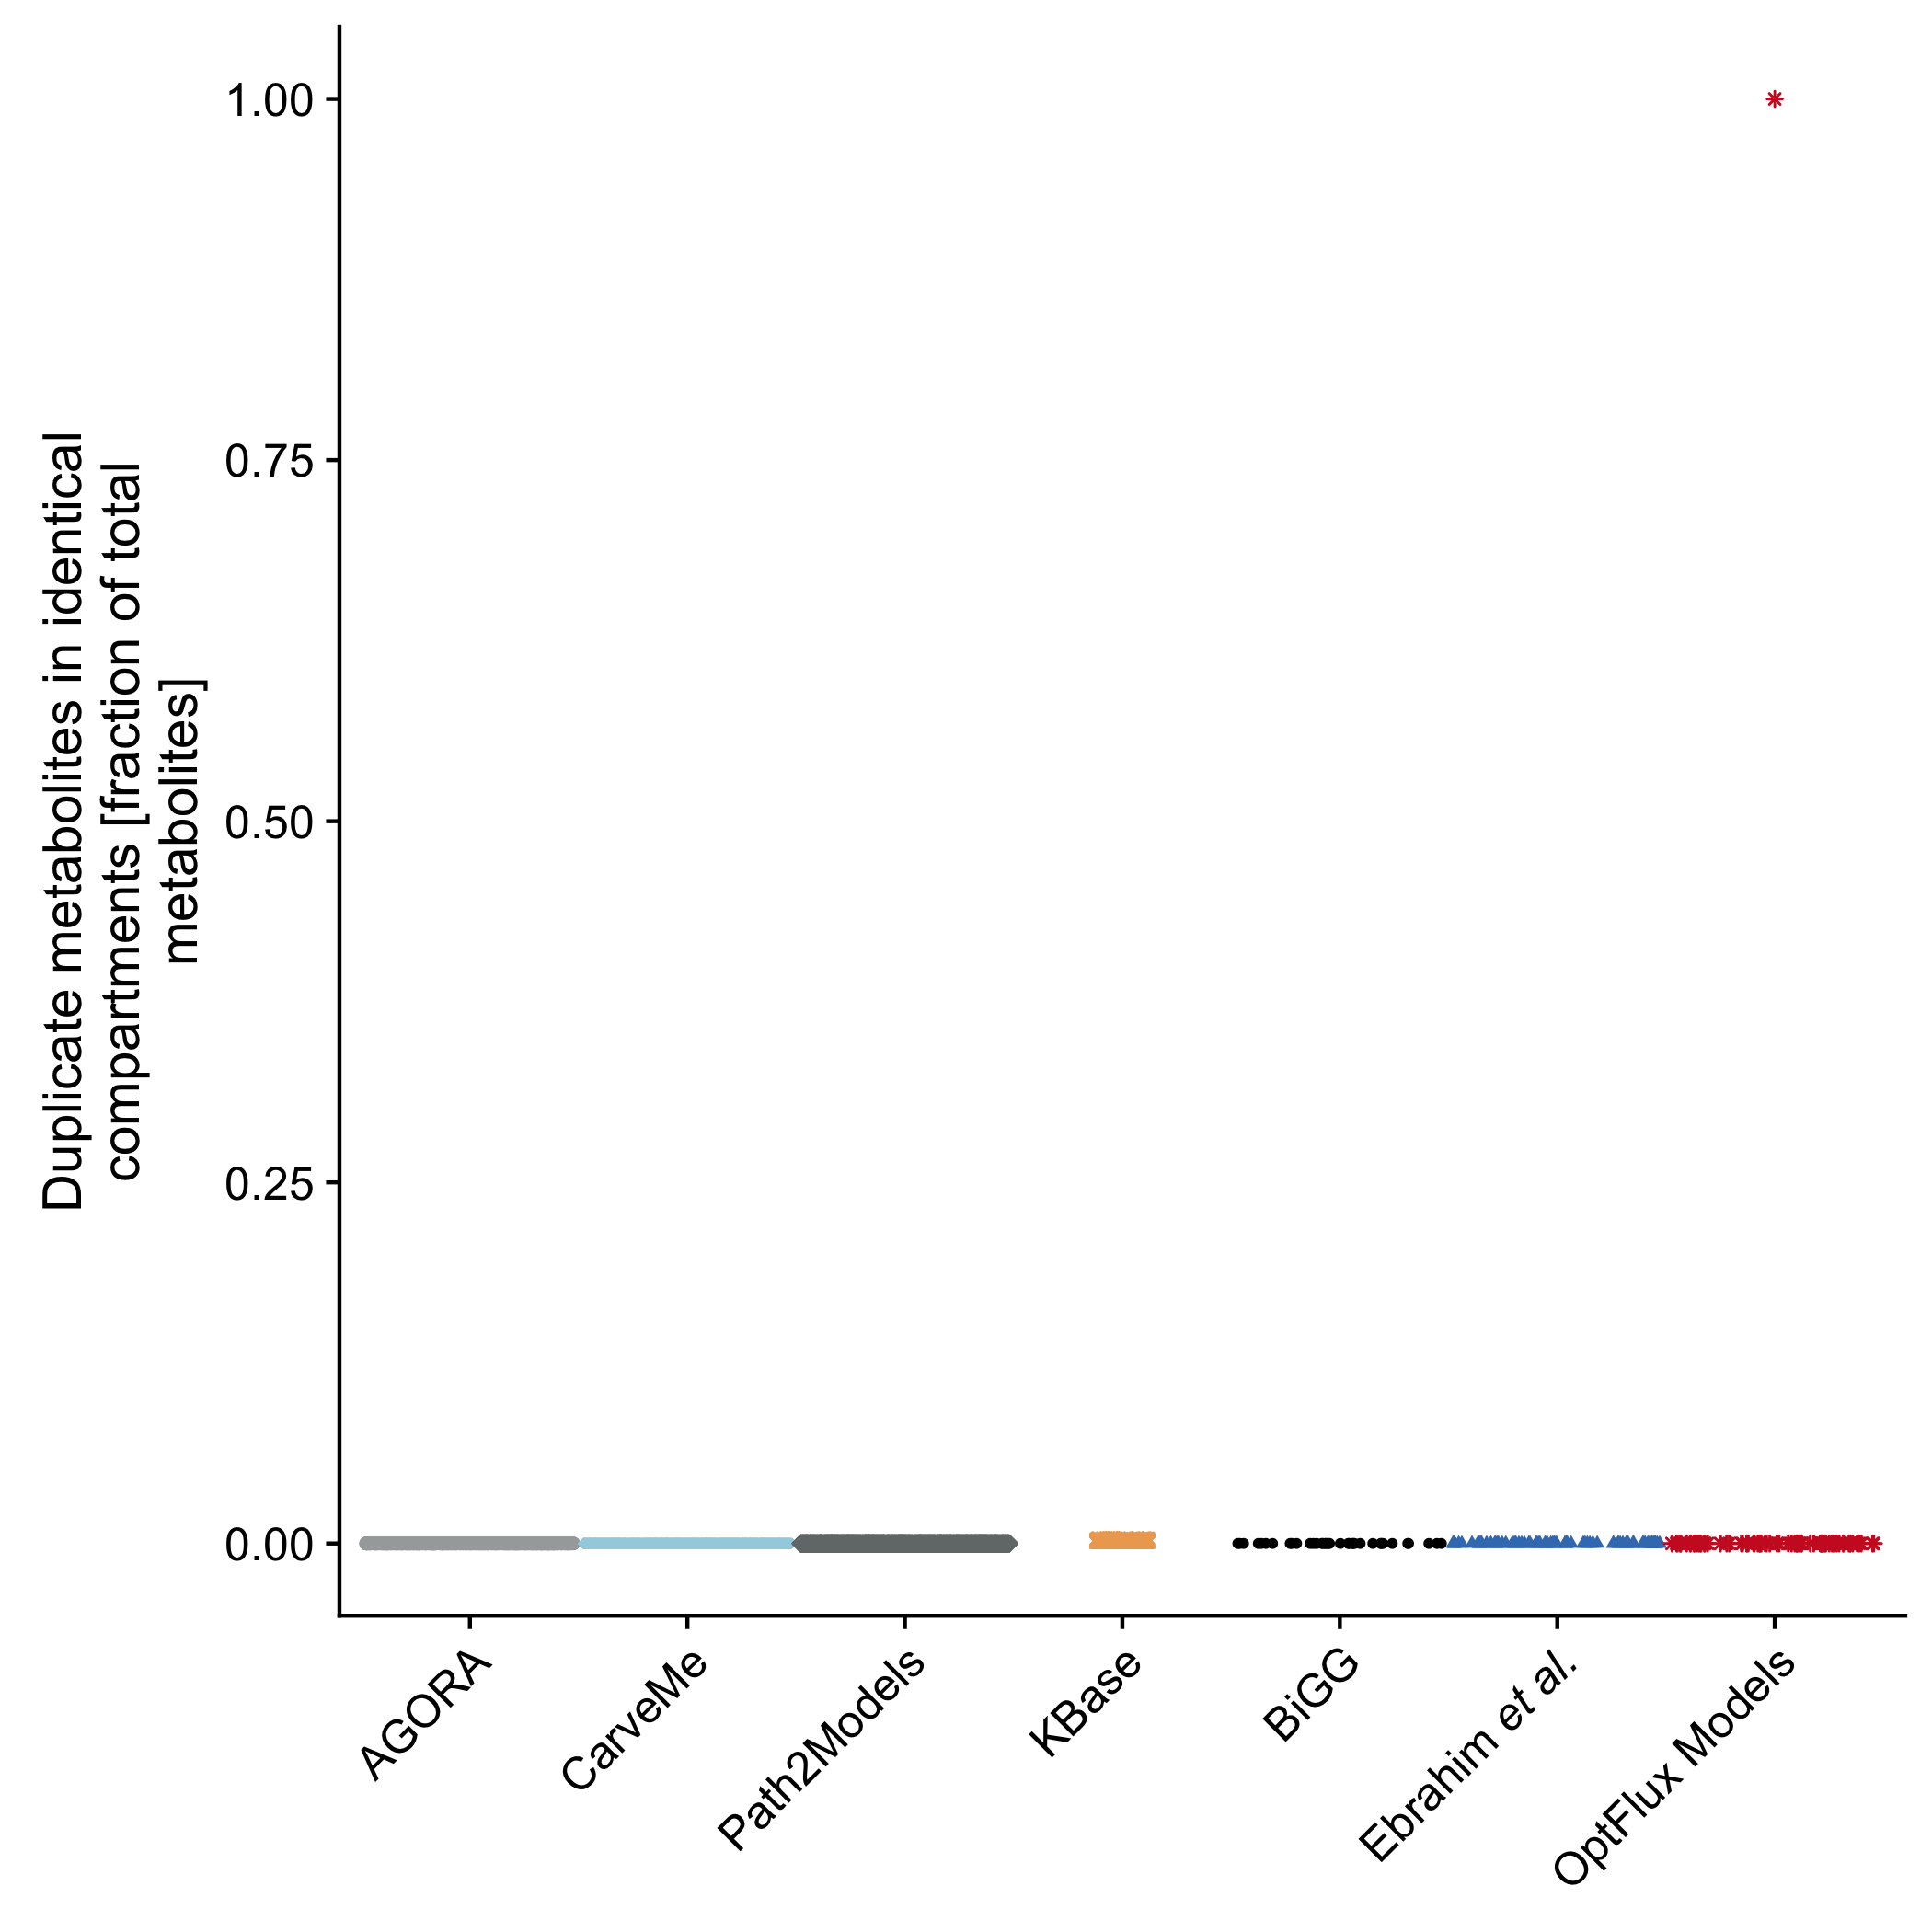 Duplicate metabolites in identical
compartments [fraction of total
metabolites]
1.00
0.75
0.50
0.25
0.00
AGORA
CarveMe
Path2Models
KBase
BiGG
Ebrahim et al.
OptFlux Models